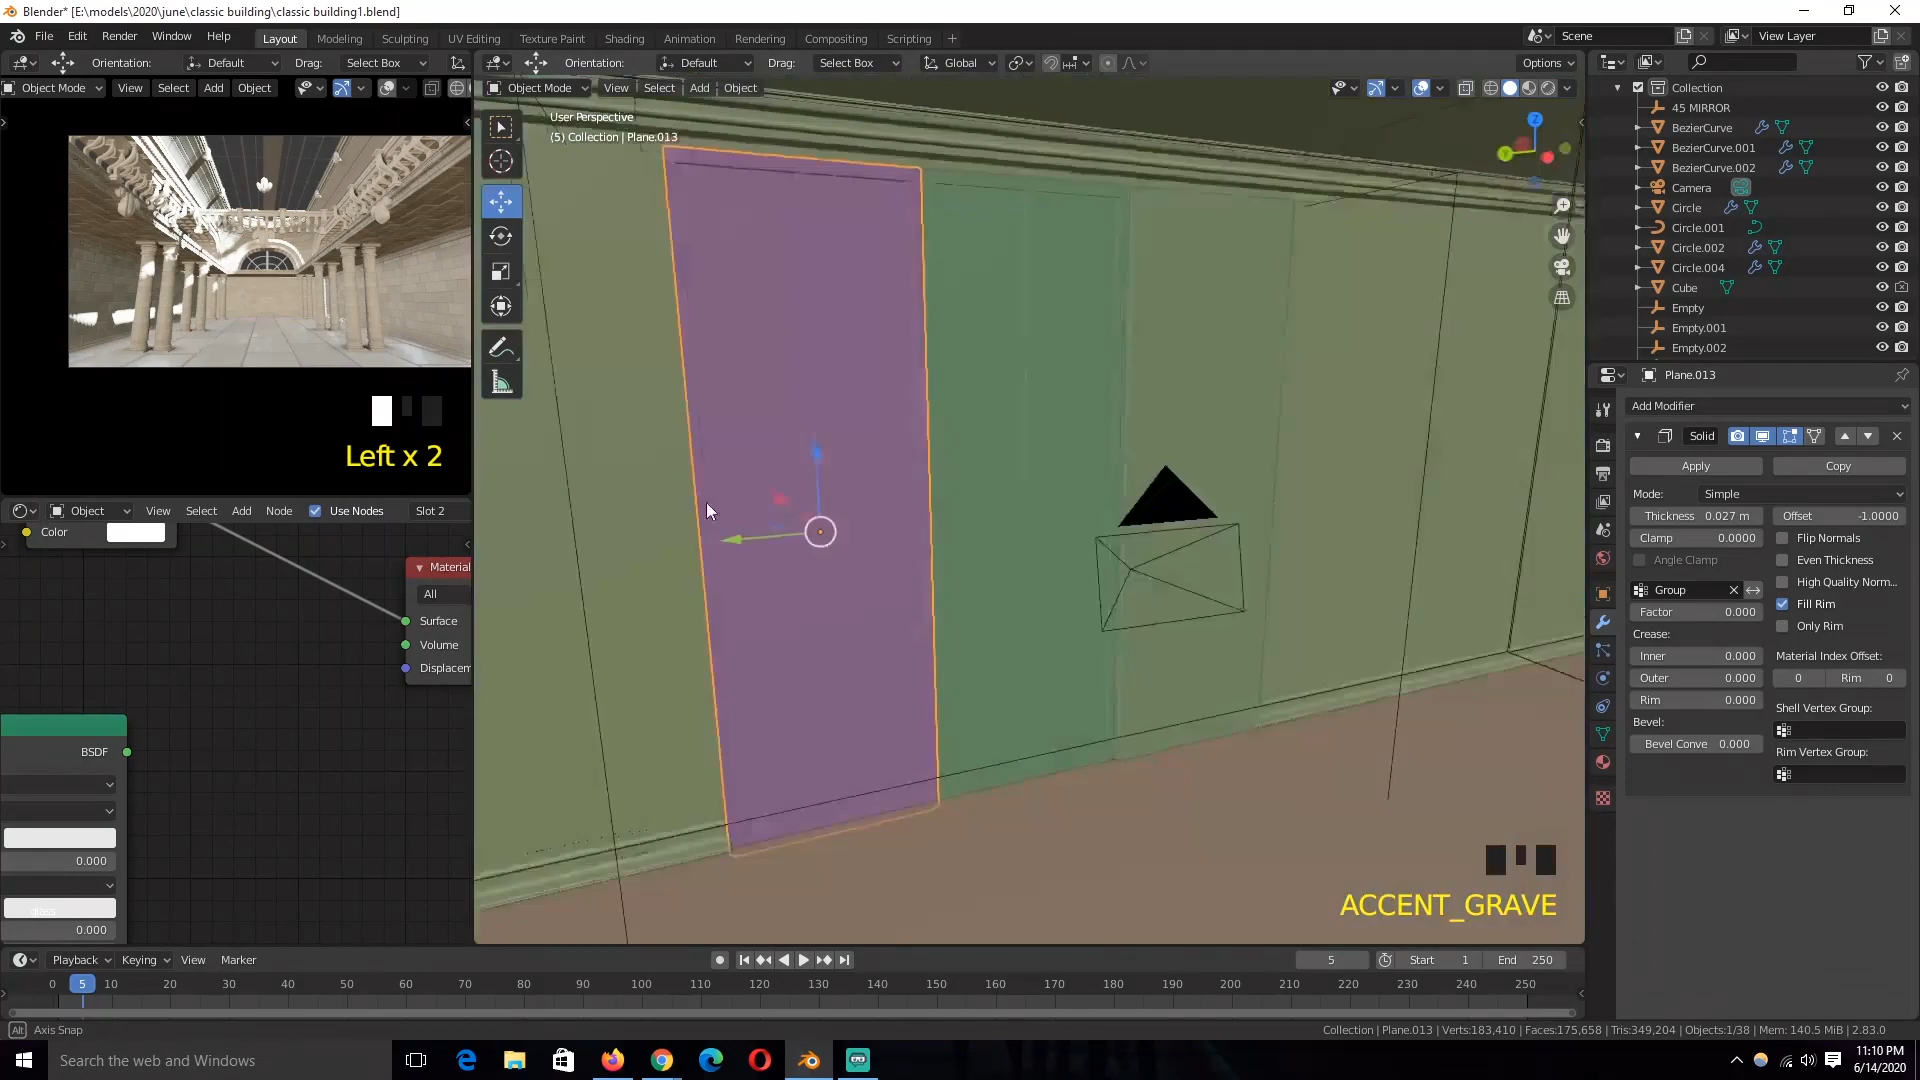 Blender* [E:\models\2020\june\classic building\classic building1.blend]
File Edit Render Window Help Layout Modeling Sculpting UV Editing Texture Paint Shading Animation Rendering Compositing Scripting + Scene View Layer
Orientation: Default Drag: Select Box
Orientation: Default Drag: Select Box Global Options
Object Mode View Select Add Object
Object Mode View Select Add Object
User Perspective
(5) Collection | Plane.013
Z
Y
Left x 2
Object View Select Add Node Use Nodes Slot 2
Color
Material
All
Surface
Volume
Displacem
BSDF
0.000
0.000
ACCENT_GRAVE
Collection
45 MIRROR
BezierCurve
BezierCurve.001
BezierCurve.002
Camera
Circle
Circle.001
Circle.002
Circle.004
Cube
Empty
Empty.001
Empty.002
Plane.013
Add Modifier
Solid
Apply Copy
Mode: Simple
Thickness 0.027 m Offset -1.0000
Clamp 0.0000 Flip Normals
Angle Clamp Even Thickness
High Quality Norm...
Group Fill Rim
Factor 0.000 Only Rim
Crease:
Inner 0.000 Material Index Offset:
Outer 0.000 0 Rim 0
Rim 0.000 Shell Vertex Group:
Bevel:
Bevel Conve 0.000 Rim Vertex Group:
Playback Keying View Marker 5 Start 1 End 250
0 5 10 20 30 40 50 60 70 80 90 100 110 120 130 140 150 160 170 180 190 200 210 220 230 240 250
Alt Axis Snap Collection | Plane.013 | Verts:183,410 | Faces:175,658 | Tris:349,204 | Objects:1/38 | Mem: 140.5 MiB | 2.83.0
Search the web and Windows
11:10 PM
6/14/2020